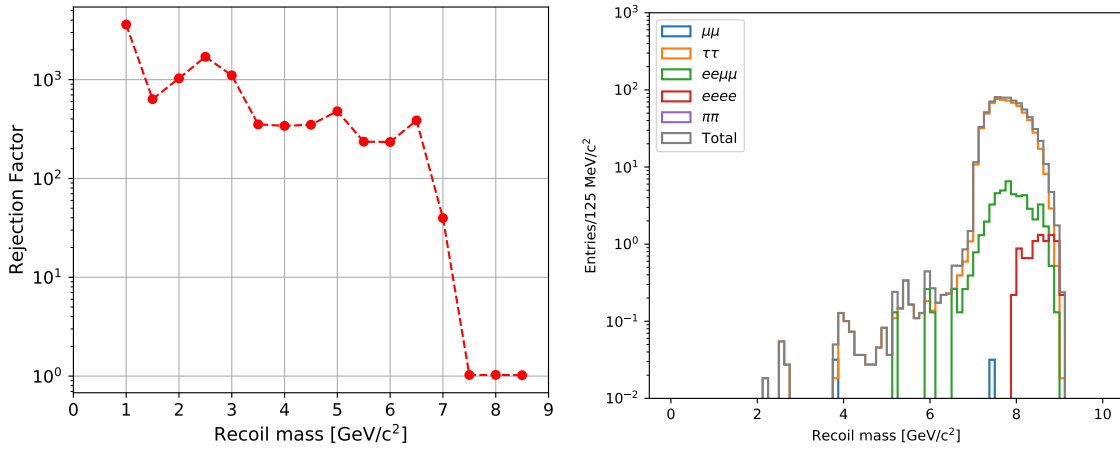 Rejection Factor
10³
10²
10¹
10⁰
0 1 2 3 4 5 6 7 8 9
Recoil mass [GeV/c²]
Entries/125 MeV/c²
10³
10²
10¹
10⁰
10⁻¹
10⁻²
μμ
ττ
eeμμ
eeee
ππ
Total
0 2 4 6 8 10
Recoil mass [GeV/c²]